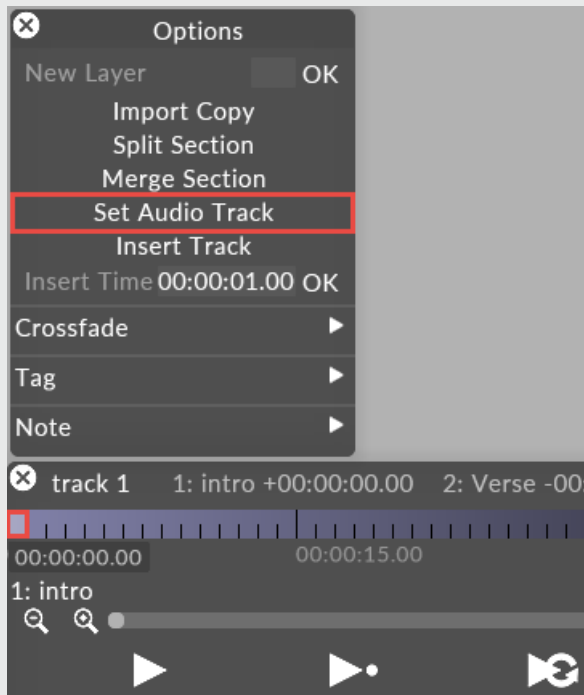 Options
New Layer OK
Import Copy
Split Section
Merge Section
Set Audio Track
Insert Track
Insert Time 00:00:01.00 OK
Crossfade
Tag
Note
track 1 1: intro +00:00:00.00 2: Verse -00:
00:00:00.00 00:00:15.00
1: intro